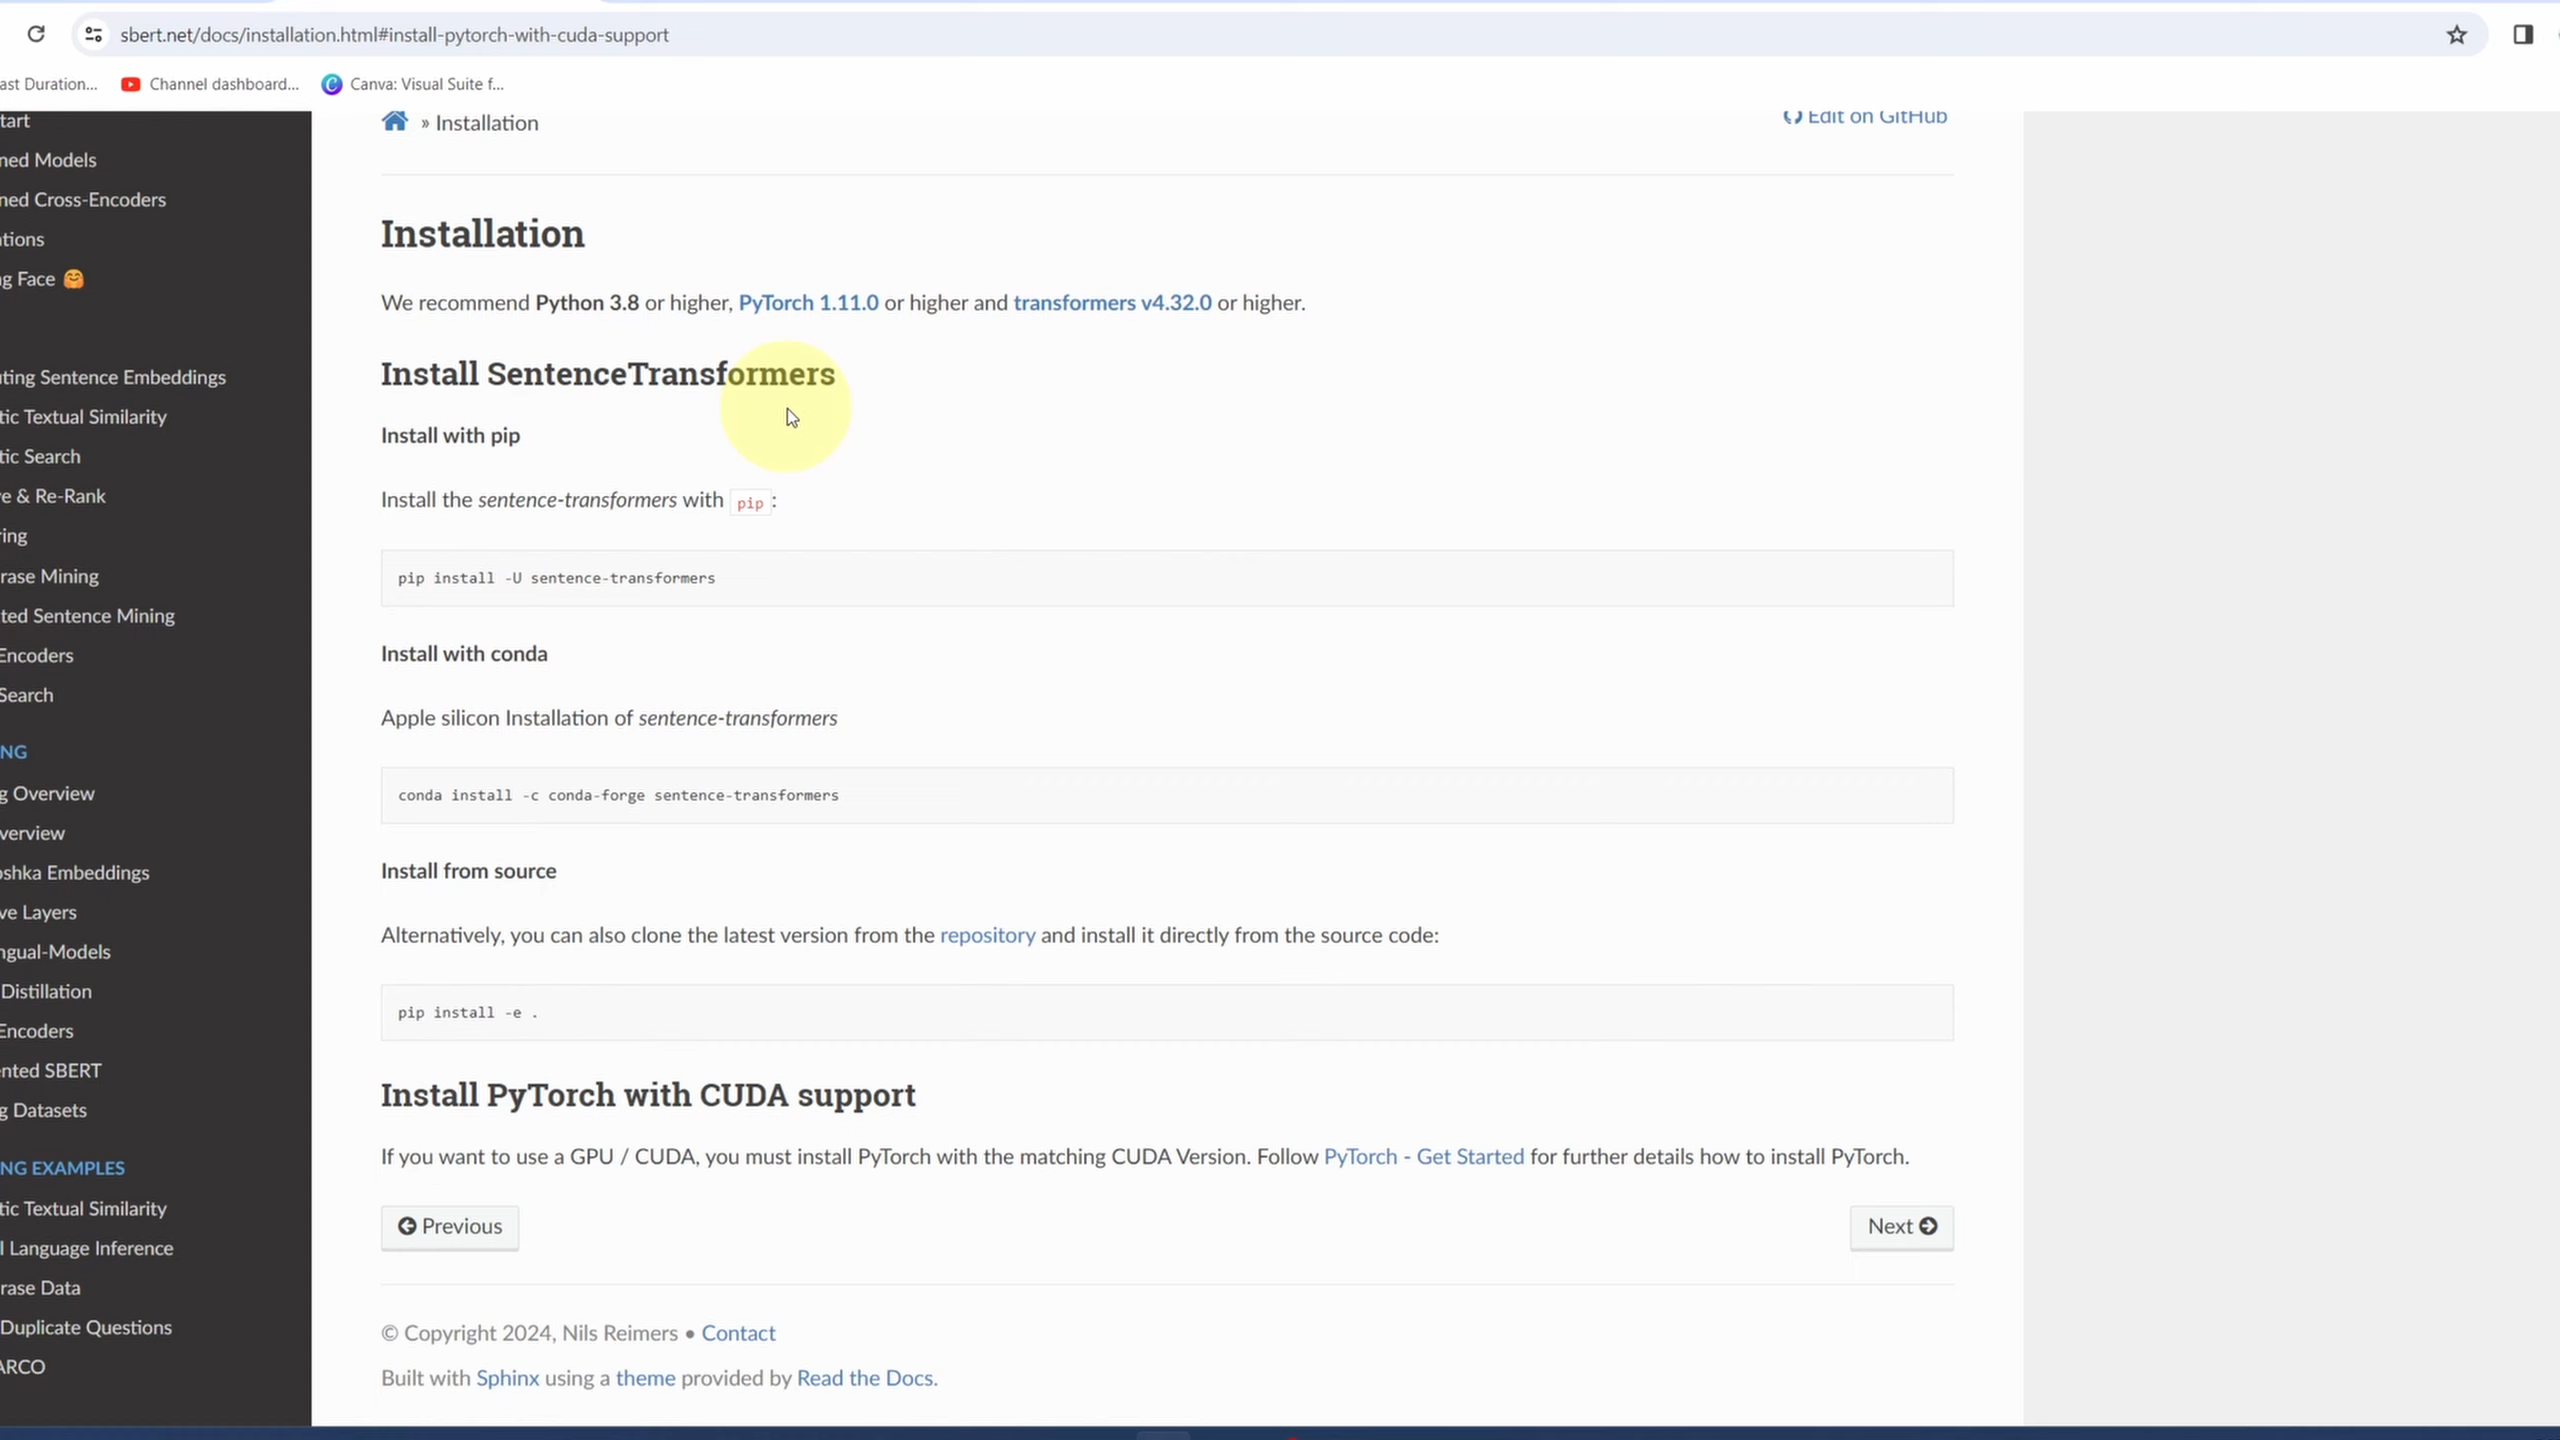 sbert.net/docs/installation.html#install-pytorch-with-cuda-support
ast Duration...
Channel dashboard...
Canva: Visual Suite f...
tart
ned Models
ned Cross-Encoders
ations
ng Face 🤗
uting Sentence Embeddings
tic Textual Similarity
tic Search
ve & Re-Rank
ring
rase Mining
ted Sentence Mining
Encoders
Search
NG
g Overview
verview
oshka Embeddings
ve Layers
ngual-Models
Distillation
Encoders
ented SBERT
g Datasets
NG EXAMPLES
tic Textual Similarity
l Language Inference
rase Data
Duplicate Questions
ARCO
» Installation
Edit on GitHub
Installation
We recommend Python 3.8 or higher, PyTorch 1.11.0 or higher and transformers v4.32.0 or higher.
Install SentenceTransformers
Install with pip
Install the sentence-transformers with pip:
pip install -U sentence-transformers
Install with conda
Apple silicon Installation of sentence-transformers
conda install -c conda-forge sentence-transformers
Install from source
Alternatively, you can also clone the latest version from the repository and install it directly from the source code:
pip install -e .
Install PyTorch with CUDA support
If you want to use a GPU / CUDA, you must install PyTorch with the matching CUDA Version. Follow PyTorch - Get Started for further details how to install PyTorch.
Previous
Next
© Copyright 2024, Nils Reimers • Contact
Built with Sphinx using a theme provided by Read the Docs.